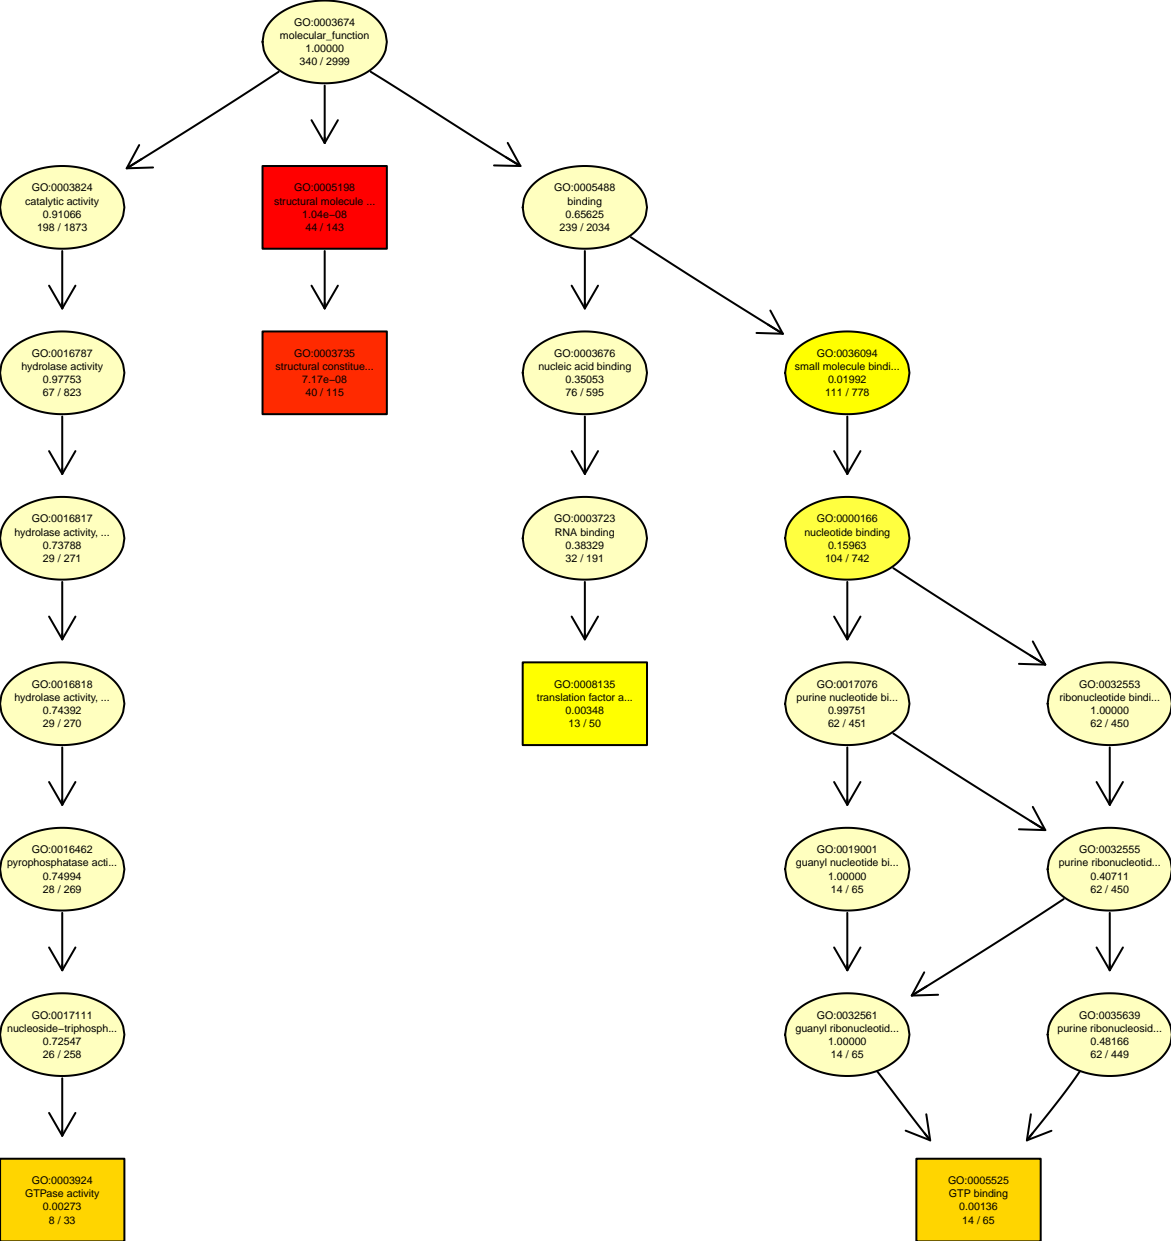 GO:0003674
molecular_function
1.00000
340 / 2999
GO:0003824
catalytic activity
0.91066
198 / 1873
GO:0005198
structural molecule ...
1.04e−08
44 / 143
GO:0005488
binding
0.65625
239 / 2034
GO:0016787
hydrolase activity
0.97753
67 / 823
GO:0003735
structural constitue...
7.17e−08
40 / 115
GO:0003676
nucleic acid binding
0.35053
76 / 595
GO:0036094
small molecule bindi...
0.01992
111 / 778
GO:0016817
hydrolase activity, ...
0.73788
29 / 271
GO:0003723
RNA binding
0.38329
32 / 191
GO:0000166
nucleotide binding
0.15963
104 / 742
GO:0016818
hydrolase activity, ...
0.74392
29 / 270
GO:0008135
translation factor a...
0.00348
13 / 50
GO:0017076
purine nucleotide bi...
0.99751
62 / 451
GO:0032553
ribonucleotide bindi...
1.00000
62 / 450
GO:0016462
pyrophosphatase acti...
0.74994
28 / 269
GO:0019001
guanyl nucleotide bi...
1.00000
14 / 65
GO:0032555
purine ribonucleotid...
0.40711
62 / 450
GO:0017111
nucleoside−triphosph...
0.72547
26 / 258
GO:0032561
guanyl ribonucleotid...
1.00000
14 / 65
GO:0035639
purine ribonucleosid...
0.48166
62 / 449
GO:0003924
GTPase activity
0.00273
8 / 33
GO:0005525
GTP binding
0.00136
14 / 65